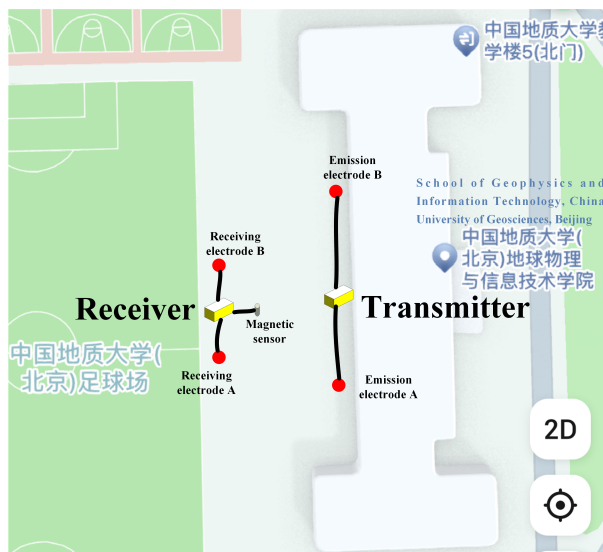 中国地质大学教
学楼5(北门)
Emission
electrode B
School of Geophysics and
Information Technology, China
University of Geosciences, Beijing
中国地质大学(
北京)地球物理
与信息技术学院
Receiving
electrode B
Receiver
Transmitter
Magnetic
sensor
中国地质大学(
北京)足球场
Receiving
electrode A
Emission
electrode A
2D